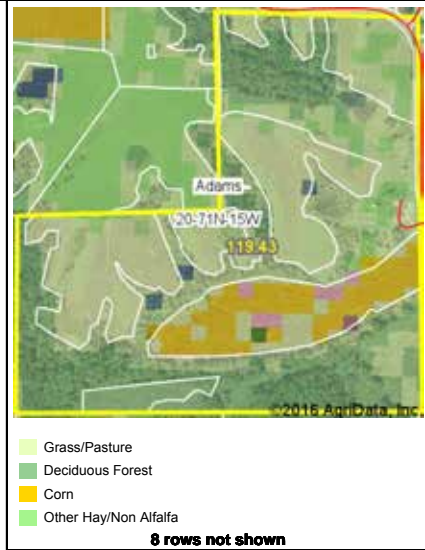 Adams
20-71N-15W
119.43
©2016 AgriData, Inc.
Grass/Pasture
Deciduous Forest
Corn
Other Hay/Non Alfalfa
8 rows not shown